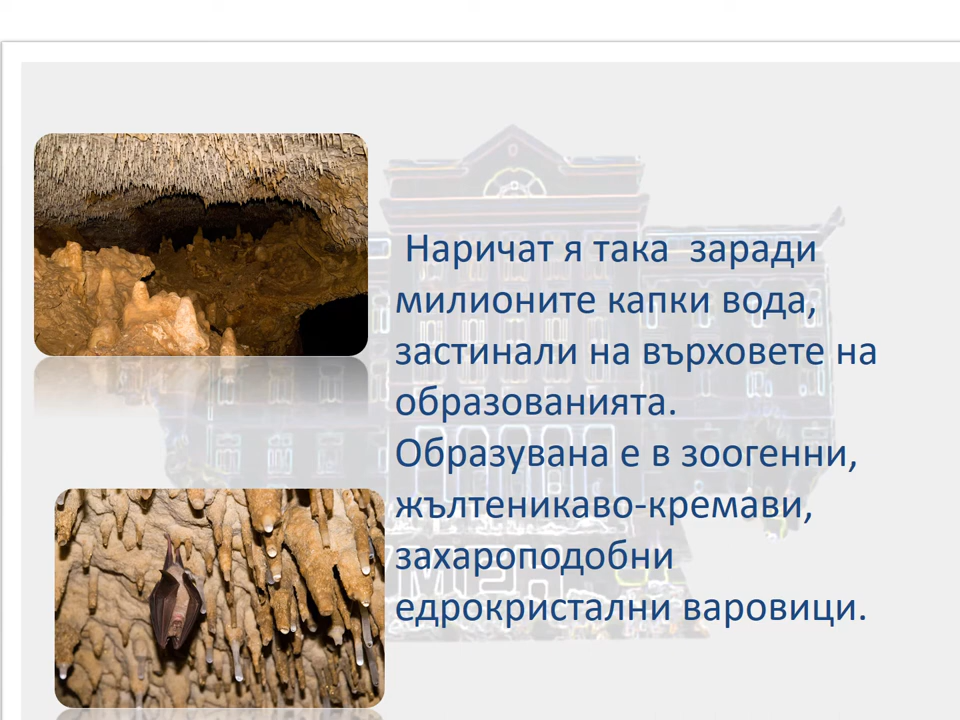 Наричат я така заради
милионите капки вода,
застинали на върховете на
образованията.
Образувана е в зоогенни,
жълтеникаво-кремави,
захароподобни
едрокристални варовици.